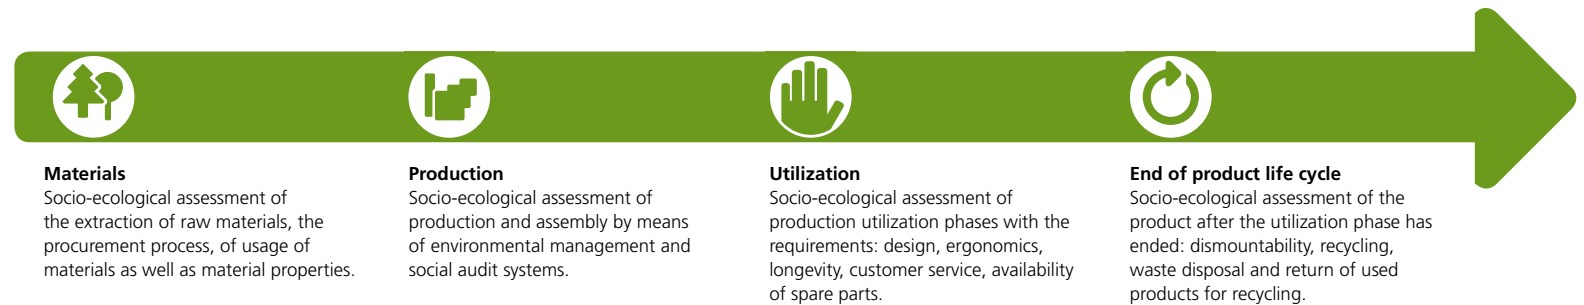 Materials
Socio-ecological assessment of
the extraction of raw materials, the
procurement process, of usage of
materials as well as material properties.
Production
Socio-ecological assessment of
production and assembly by means
of environmental management and
social audit systems.
Utilization
Socio-ecological assessment of
production utilization phases with the
requirements: design, ergonomics,
longevity, customer service, availability
of spare parts.
End of product life cycle
Socio-ecological assessment of the
product after the utilization phase has
ended: dismountability, recycling,
waste disposal and return of used
products for recycling.